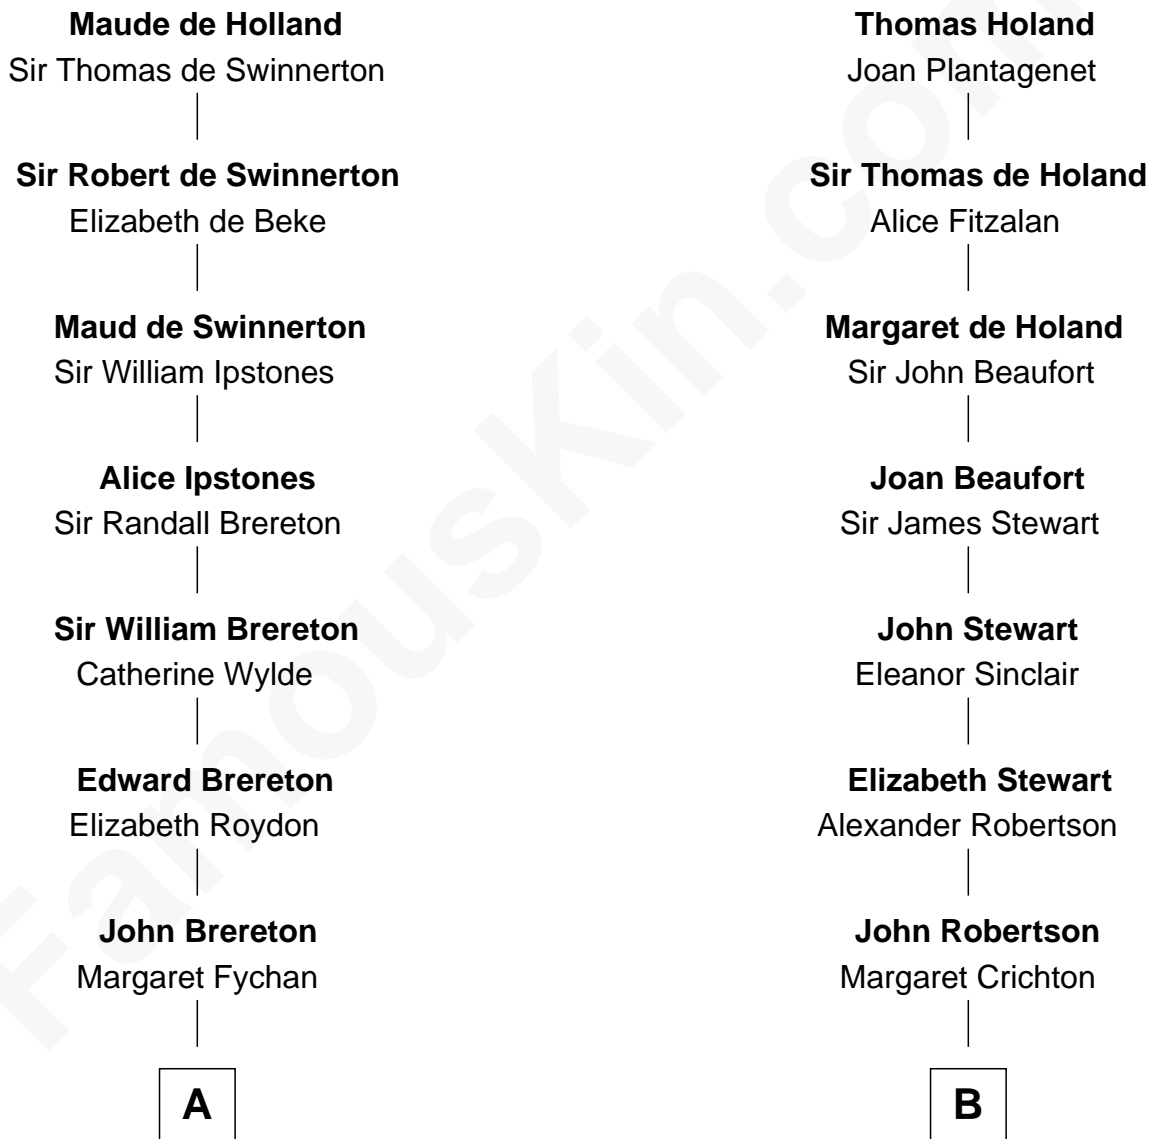 Maude de Holland
Sir Thomas de Swinnerton
Sir Robert de Swinnerton
Elizabeth de Beke
Maud de Swinnerton
Sir William Ipstones
Alice Ipstones
Sir Randall Brereton
Sir William Brereton
Catherine Wylde
Edward Brereton
Elizabeth Roydon
John Brereton
Margaret Fychan
A
Thomas Holand
Joan Plantagenet
Sir Thomas de Holand
Alice Fitzalan
Margaret de Holand
Sir John Beaufort
Joan Beaufort
Sir James Stewart
John Stewart
Eleanor Sinclair
Elizabeth Stewart
Alexander Robertson
John Robertson
Margaret Crichton
B
FamousKin.com